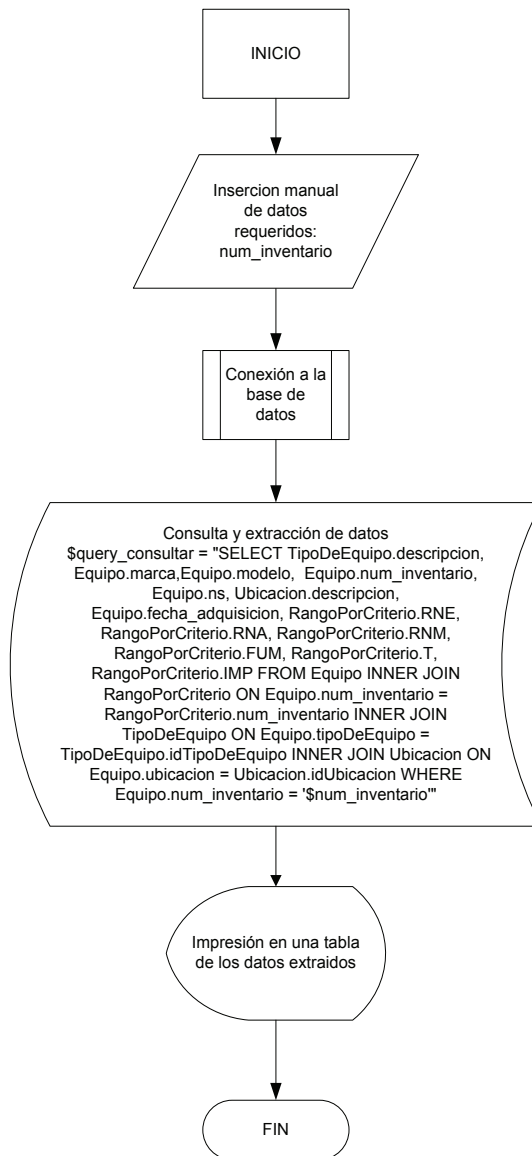 INICIO
Insercion manual
de datos
requeridos:
num_inventario
Conexión a la
base de
datos
Consulta y extracción de datos
$query_consultar = "SELECT TipoDeEquipo.descripcion,
Equipo.marca,Equipo.modelo, Equipo.num_inventario,
Equipo.ns, Ubicacion.descripcion,
Equipo.fecha_adquisicion, RangoPorCriterio.RNE,
RangoPorCriterio.RNA, RangoPorCriterio.RNM,
RangoPorCriterio.FUM, RangoPorCriterio.T,
RangoPorCriterio.IMP FROM Equipo INNER JOIN
RangoPorCriterio ON Equipo.num_inventario =
RangoPorCriterio.num_inventario INNER JOIN
TipoDeEquipo ON Equipo.tipoDeEquipo =
TipoDeEquipo.idTipoDeEquipo INNER JOIN Ubicacion ON
Equipo.ubicacion = Ubicacion.idUbicacion WHERE
Equipo.num_inventario = '$num_inventario'"
Impresión en una tabla
de los datos extraidos
FIN